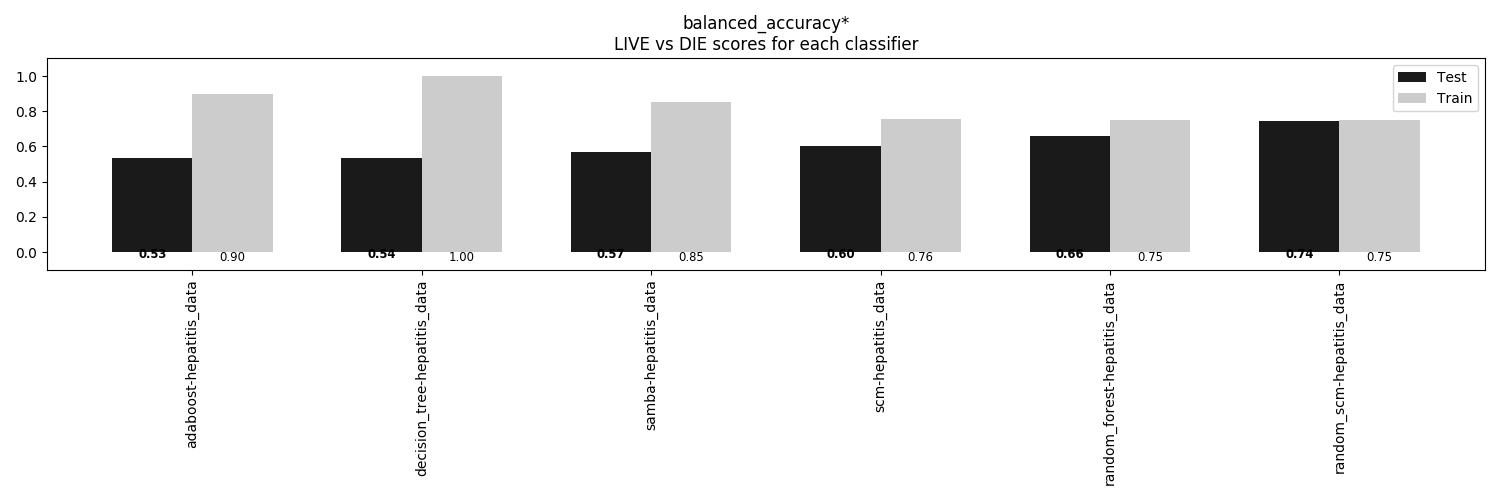 balanced_accuracy*
LIVE vs DIE scores for each classifier
Test
Train
1.0
0.8
0.6
0.4
0.2
0.0
0.53 0.90 0.54 1.00 0.57 0.85 0.60 0.76 0.66 0.75 0.74 0.75
adaboost-hepatitis_data
decision_tree-hepatitis_data
samba-hepatitis_data
scm-hepatitis_data
random_forest-hepatitis_data
random_scm-hepatitis_data